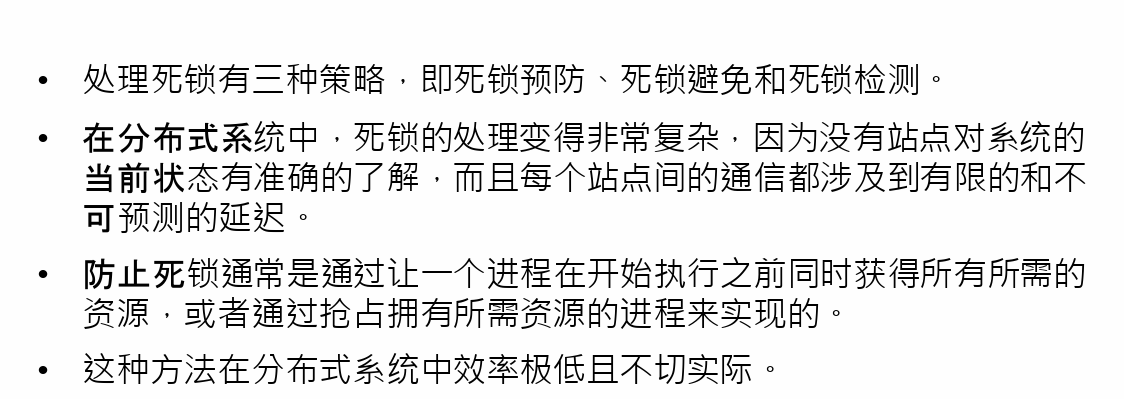 • 处理死锁有三种策略，即死锁预防、死锁避免和死锁检测。
• 在分布式系统中，死锁的处理变得非常复杂，因为没有站点对系统的
当前状态有准确的了解，而且每个站点间的通信都涉及到有限的和不
可预测的延迟。
• 防止死锁通常是通过让一个进程在开始执行之前同时获得所有所需的
资源，或者通过抢占拥有所需资源的进程来实现的。
• 这种方法在分布式系统中效率极低且不切实际。